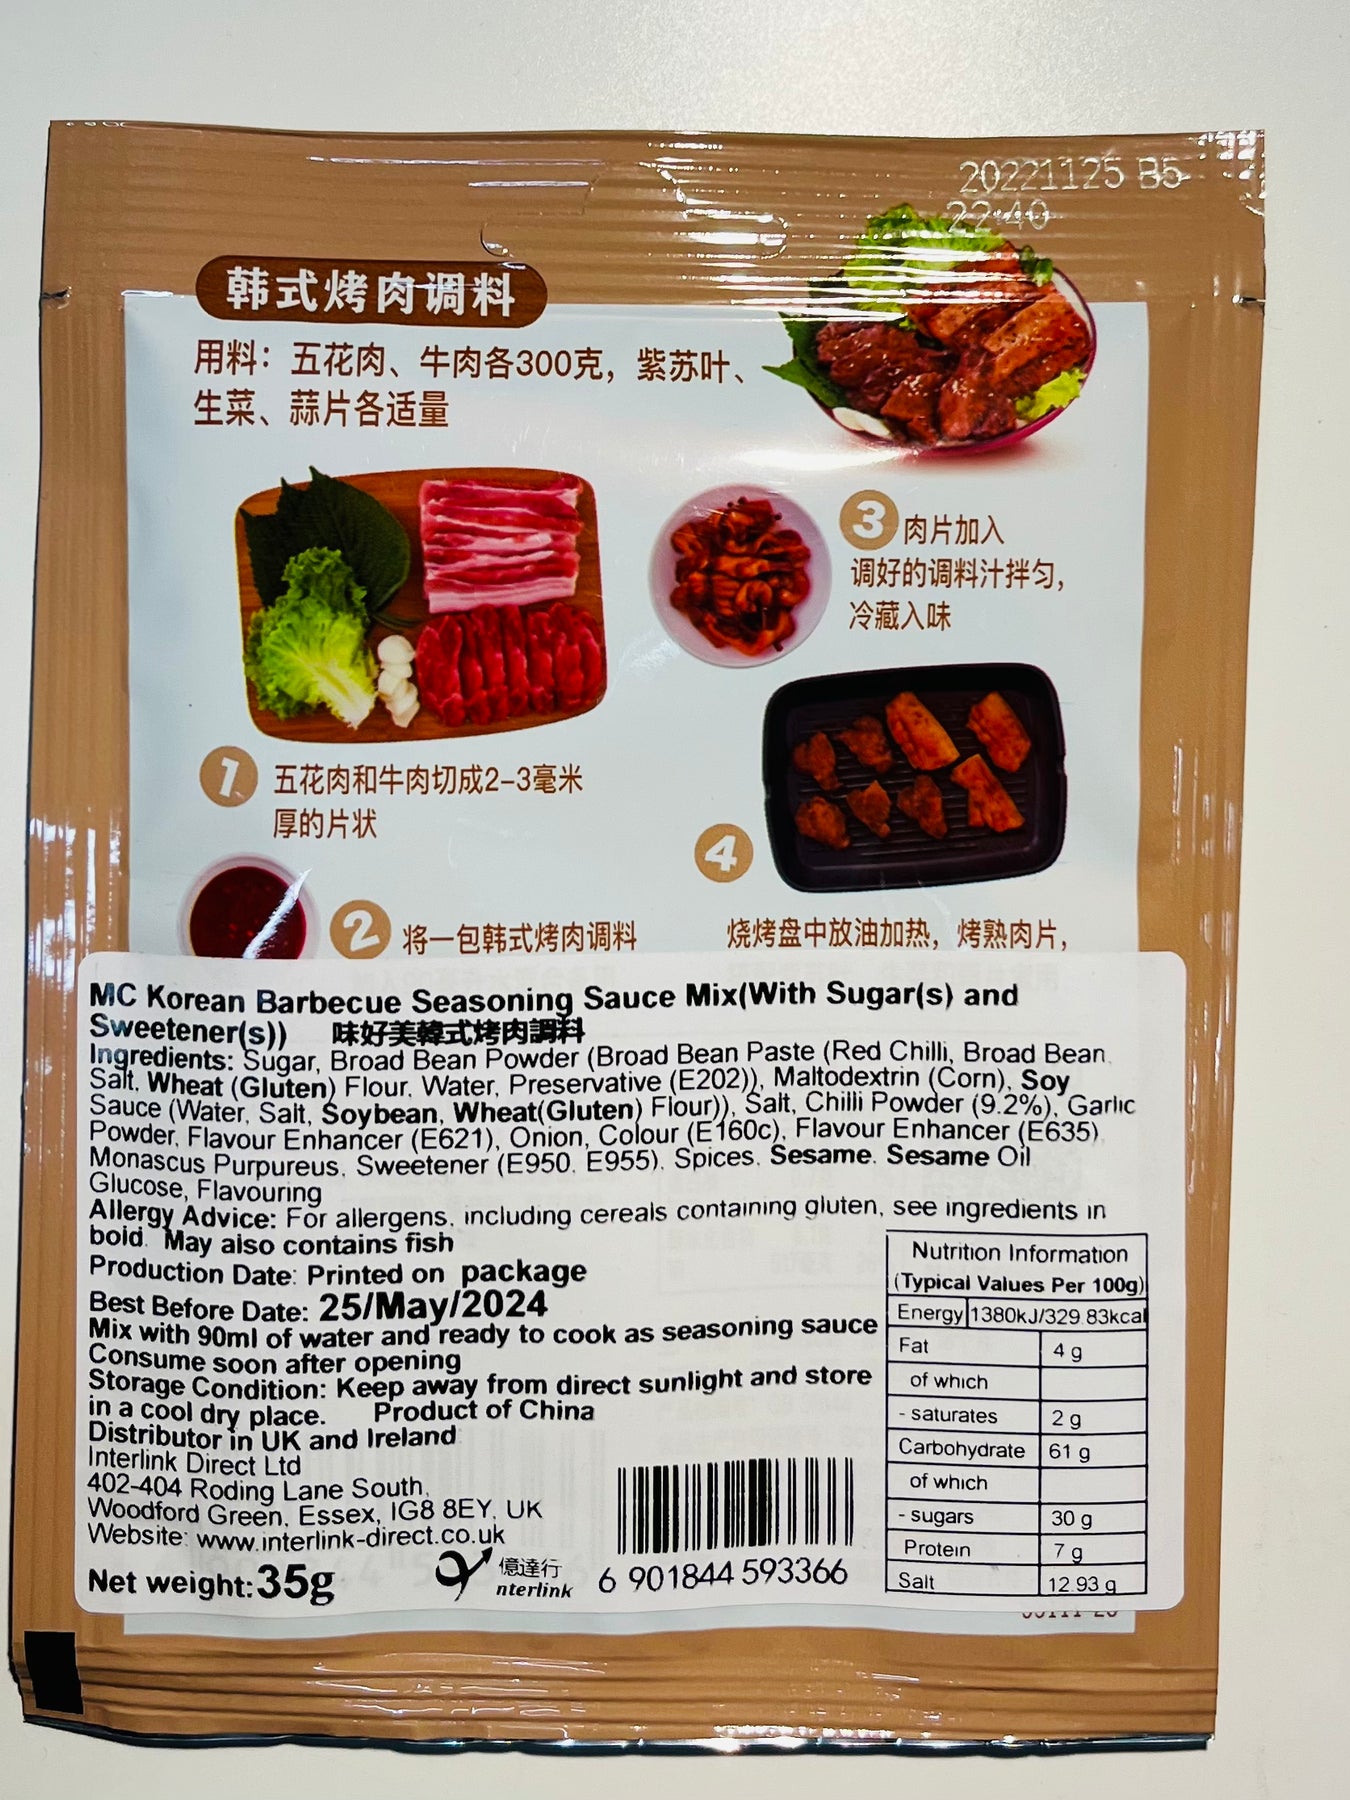 20221125 B5
22:40
韩式烤肉调料
用料：五花肉、牛肉各300克，紫苏叶、
生菜、蒜片各适量
3 肉片加入
调好的调料汁拌匀，
冷藏入味
1 五花肉和牛肉切成2-3毫米
厚的片状
4
2 将一包韩式烤肉调料
烧烤盘中放油加热，烤熟肉片，
MC Korean Barbecue Seasoning Sauce Mix(With Sugar(s) and
Sweetener(s)) 味好美韓式烤肉調料
Ingredients: Sugar, Broad Bean Powder (Broad Bean Paste (Red Chilli, Broad Bean,
Salt, Wheat (Gluten) Flour, Water, Preservative (E202)), Maltodextrin (Corn), Soy
Sauce (Water, Salt, Soybean, Wheat(Gluten) Flour)), Salt, Chilli Powder (9.2%), Garlic
Powder, Flavour Enhancer (E621), Onion, Colour (E160c), Flavour Enhancer (E635),
Monascus Purpureus, Sweetener (E950, E955), Spices, Sesame, Sesame Oil
Glucose, Flavouring
Allergy Advice: For allergens, including cereals containing gluten, see ingredients in
bold. May also contains fish
Production Date: Printed on package
Best Before Date: 25/May/2024
Mix with 90ml of water and ready to cook as seasoning sauce
Consume soon after opening
Storage Condition: Keep away from direct sunlight and store
in a cool dry place. Product of China
Distributor in UK and Ireland
Interlink Direct Ltd
402-404 Roding Lane South,
Woodford Green, Essex, IG8 8EY, UK
Website: www.interlink-direct.co.uk
Net weight:35g
億達行
nterlink
6 901844 593366
Nutrition Information
(Typical Values Per 100g)
Energy 1380kJ/329.83kcal
Fat 4 g
of which
- saturates 2 g
Carbohydrate 61 g
of which
- sugars 30 g
Protein 7 g
Salt 12.93 g